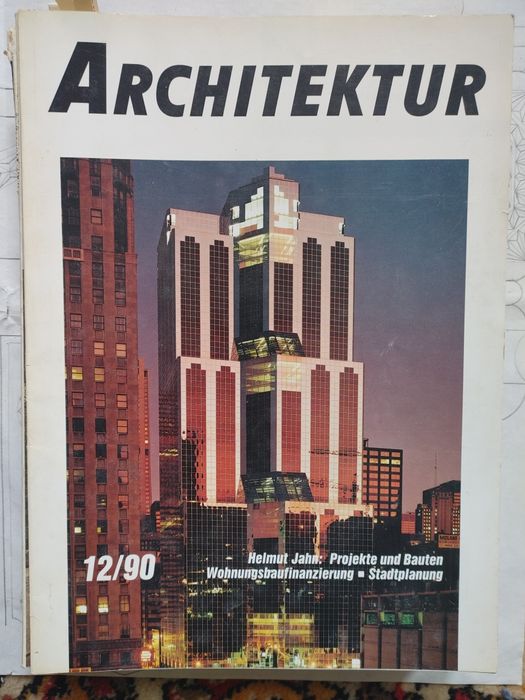 ARCHITEKTUR
12/90
Helmut Jahn: Projekte und Bauten
Wohnungsbaufinanzierung ■ Stadtplanung